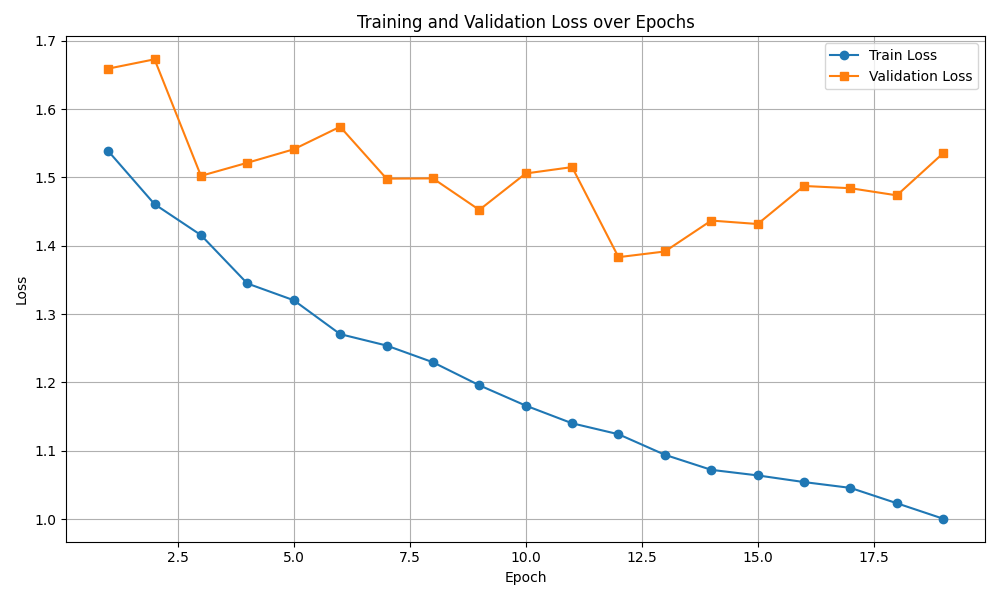 Training and Validation Loss over Epochs
Train Loss
Validation Loss
1.7
1.6
1.5
1.4
1.3
1.2
1.1
1.0
Loss
2.5 5.0 7.5 10.0 12.5 15.0 17.5
Epoch